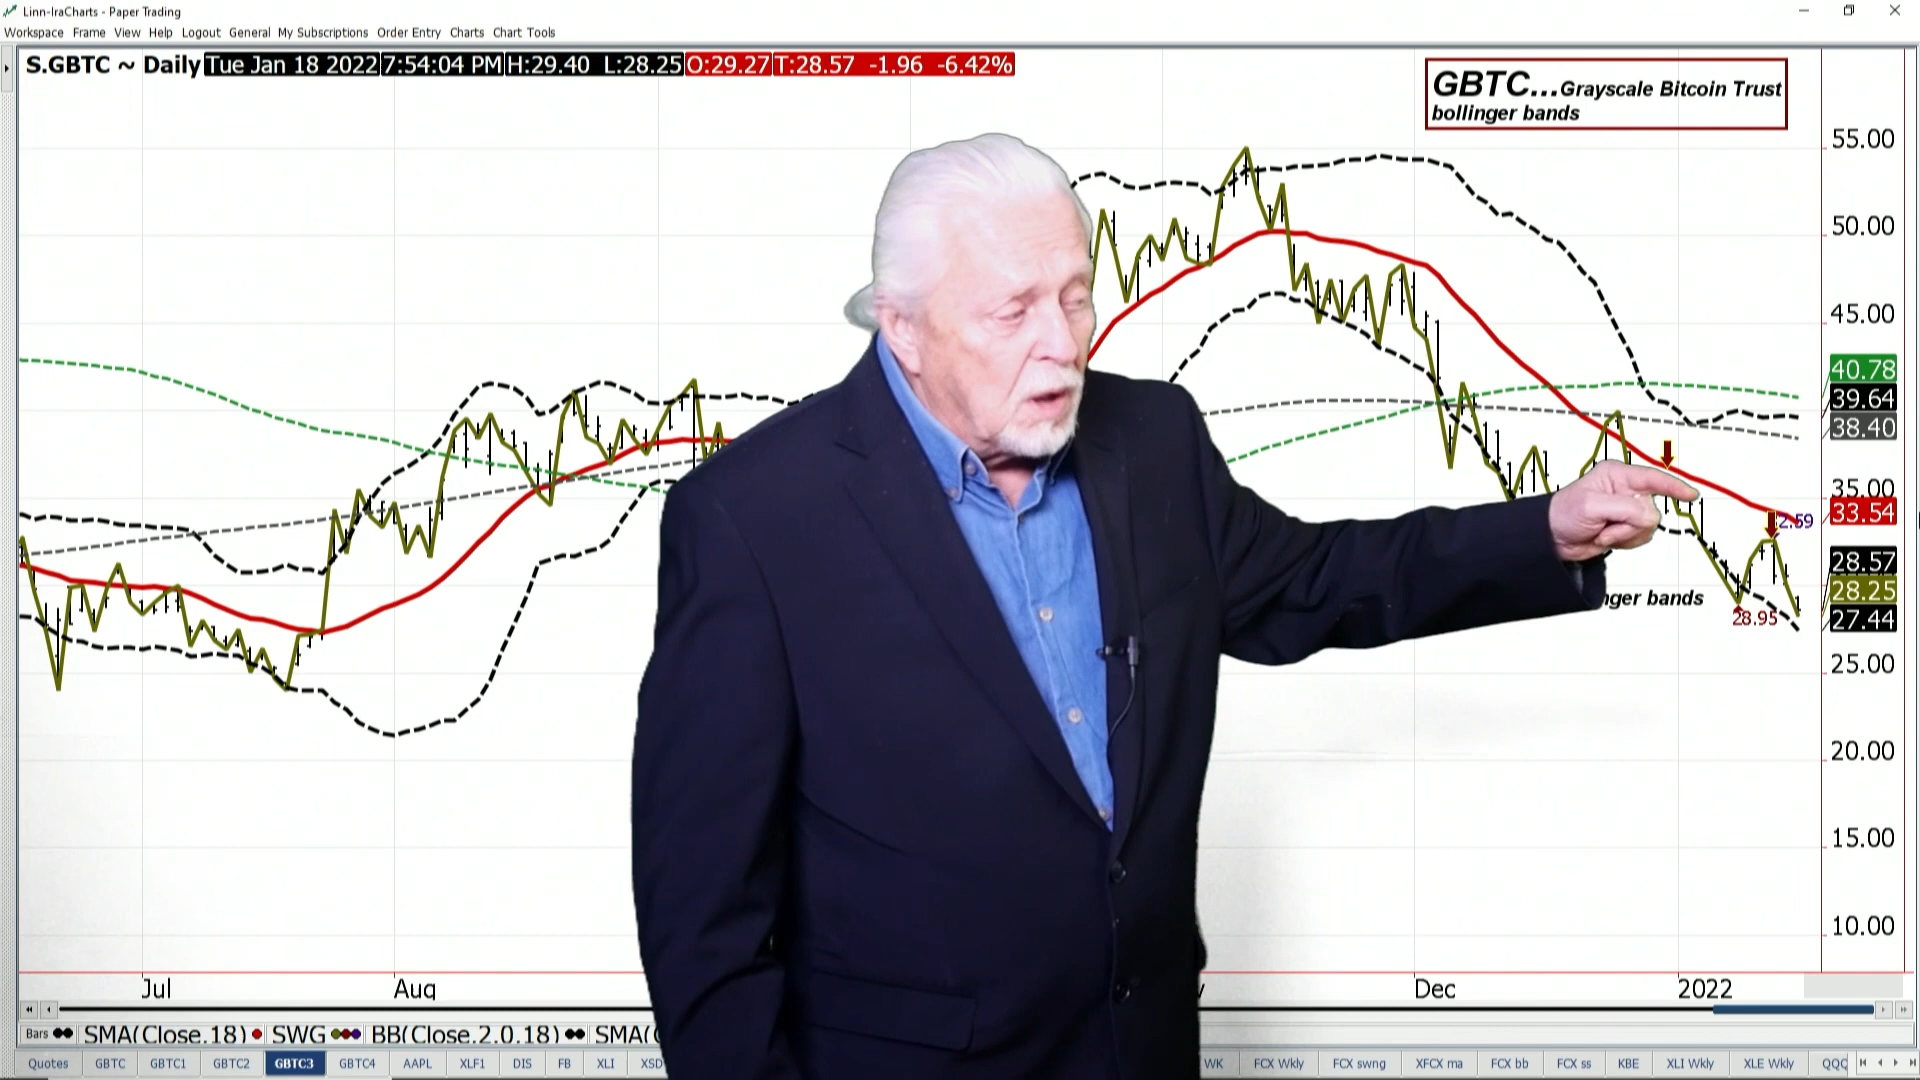 Linn-IraCharts - Paper Trading
Workspace Frame View Help Logout General My Subscriptions Order Entry Charts Chart Tools
S.GBTC ~ Daily Tue Jan 18 2022 7:54:04 PM H:29.40 L:28.25 O:29.27 T:28.57 -1.96 -6.42%
GBTC...Grayscale Bitcoin Trust
bollinger bands
55.00
50.00
45.00
40.78
39.64
38.40
35.00
33.54
2.59
28.57
28.25
nger bands
28.95
27.44
25.00
20.00
15.00
10.00
Jul Aug Dec 2022
Bars SMA(Close,18) SWG BB(Close,2.0,18) SMA(
Quotes GBTC GBTC1 GBTC2 GBTC3 GBTC4 AAPL XLF1 DIS FB XLI XSD WK FCX Wkly FCX swng XFCX ma FCX bb FCX ss KBE XLI Wkly XLE Wkly QQQ